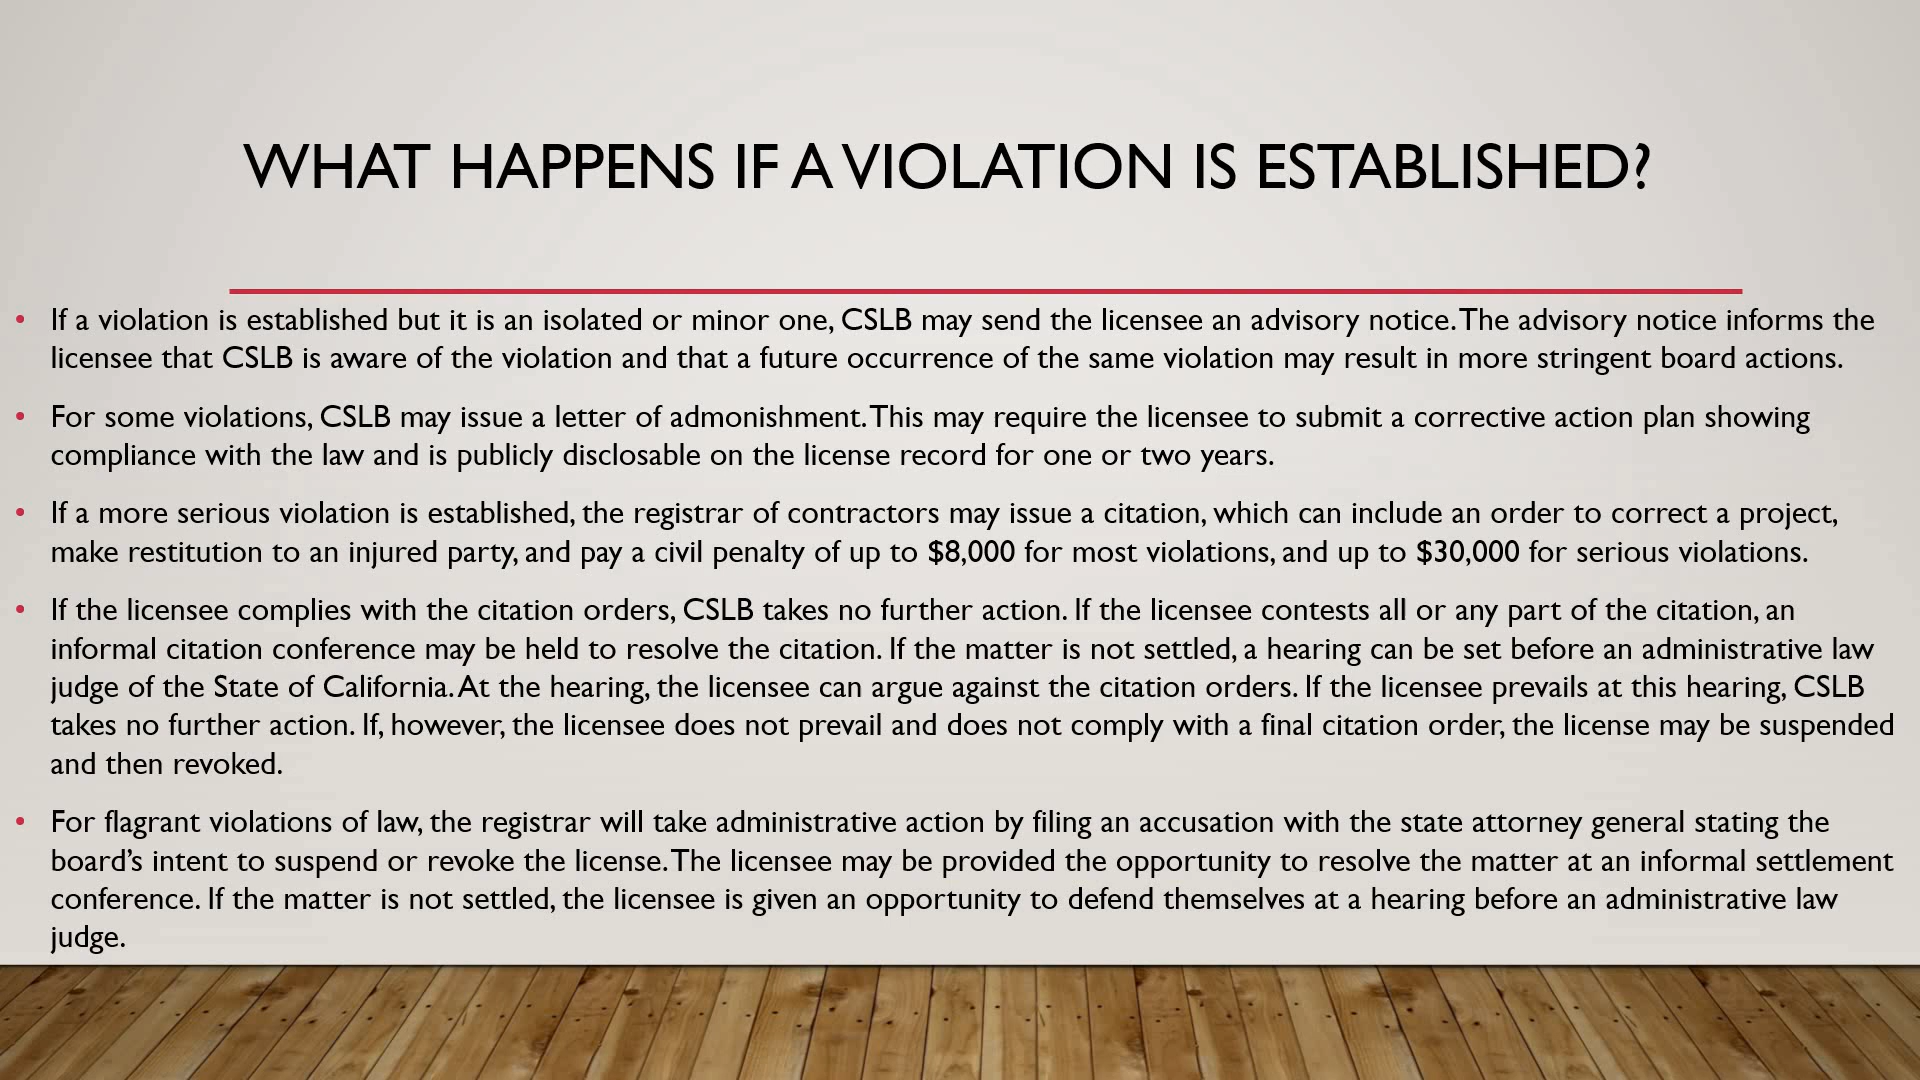 WHAT HAPPENS IF A VIOLATION IS ESTABLISHED?
• If a violation is established but it is an isolated or minor one, CSLB may send the licensee an advisory notice. The advisory notice informs the
licensee that CSLB is aware of the violation and that a future occurrence of the same violation may result in more stringent board actions.
• For some violations, CSLB may issue a letter of admonishment. This may require the licensee to submit a corrective action plan showing
compliance with the law and is publicly disclosable on the license record for one or two years.
• If a more serious violation is established, the registrar of contractors may issue a citation, which can include an order to correct a project,
make restitution to an injured party, and pay a civil penalty of up to $8,000 for most violations, and up to $30,000 for serious violations.
• If the licensee complies with the citation orders, CSLB takes no further action. If the licensee contests all or any part of the citation, an
informal citation conference may be held to resolve the citation. If the matter is not settled, a hearing can be set before an administrative law
judge of the State of California. At the hearing, the licensee can argue against the citation orders. If the licensee prevails at this hearing, CSLB
takes no further action. If, however, the licensee does not prevail and does not comply with a final citation order, the license may be suspended
and then revoked.
• For flagrant violations of law, the registrar will take administrative action by filing an accusation with the state attorney general stating the
board’s intent to suspend or revoke the license. The licensee may be provided the opportunity to resolve the matter at an informal settlement
conference. If the matter is not settled, the licensee is given an opportunity to defend themselves at a hearing before an administrative law
judge.